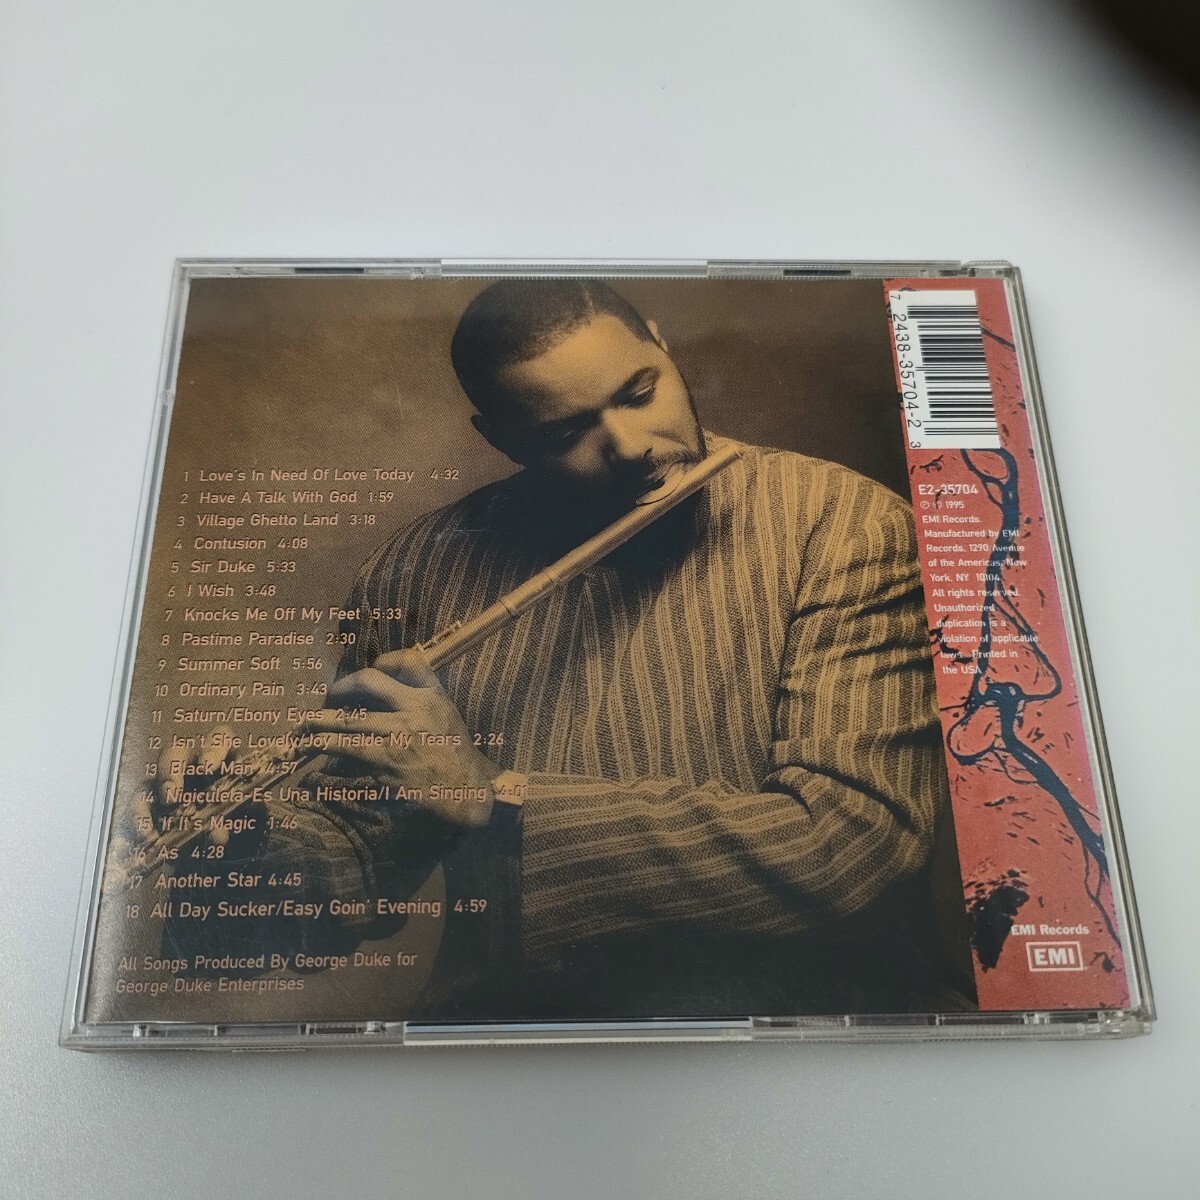 1 Love's In Need Of Love Today 4:32
2 Have A Talk With God 1:59
3 Village Ghetto Land 3:18
4 Contusion 4:08
5 Sir Duke 5:33
6 I Wish 3:48
7 Knocks Me Off My Feet 5:33
8 Pastime Paradise 2:30
9 Summer Soft 5:56
10 Ordinary Pain 3:43
11 Saturn/Ebony Eyes 2:45
12 Isn't She Lovely/Joy Inside My Tears 2:26
13 Black Man 4:57
14 Nigiculela-Es Una Historia/I Am Singing 4:01
15 If It's Magic 1:46
16 As 4:28
17 Another Star 4:45
18 All Day Sucker/Easy Goin' Evening 4:59
All Songs Produced By George Duke for
George Duke Enterprises
7 2438-35704-2 3
E2-35704
℗ © 1995
EMI Records.
Manufactured by EMI
Records, 1290 Avenue
of the Americas, New
York, NY 10104
All rights reserved.
Unauthorized
duplication is a
violation of applicable
laws. Printed in
the USA
EMI Records
EMI